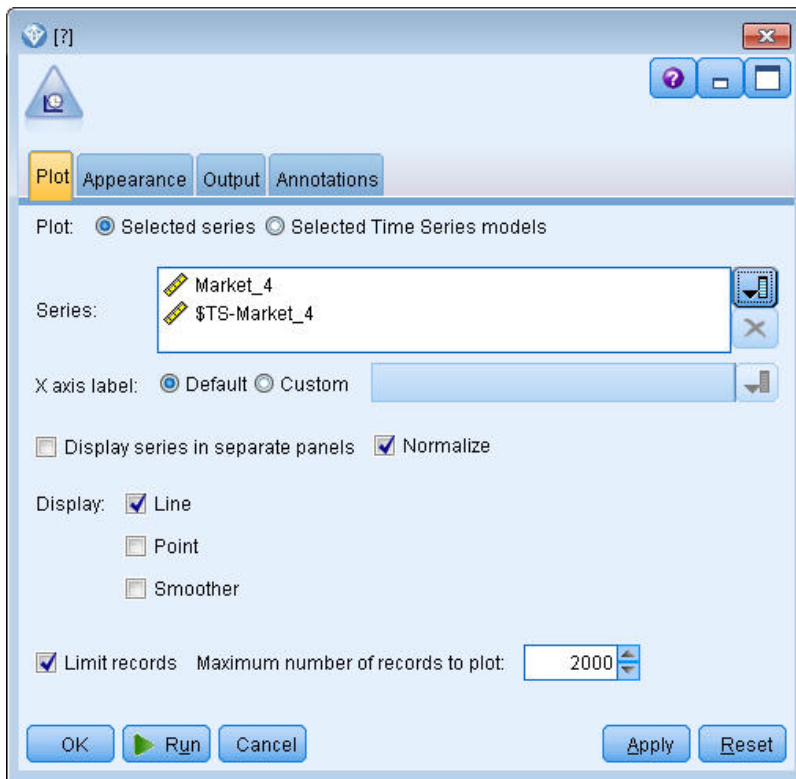 [?]
Plot Appearance Output Annotations
Plot: Selected series Selected Time Series models
Series:
Market_4
$TS-Market_4
X axis label: Default Custom
Display series in separate panels Normalize
Display: Line
Point
Smoother
Limit records Maximum number of records to plot: 2000
OK Run Cancel Apply Reset